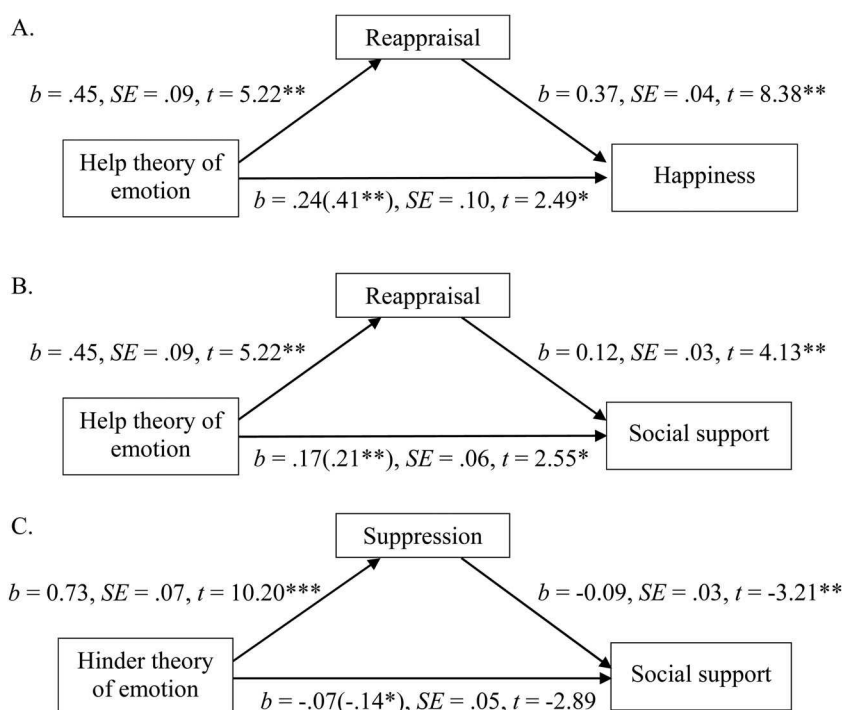 A.
Reappraisal
b = .45, SE = .09, t = 5.22**
b = 0.37, SE = .04, t = 8.38**
Help theory of
emotion
Happiness
b = .24(.41**), SE = .10, t = 2.49*
B.
Reappraisal
b = .45, SE = .09, t = 5.22**
b = 0.12, SE = .03, t = 4.13**
Help theory of
emotion
Social support
b = .17(.21**), SE = .06, t = 2.55*
C.
Suppression
b = 0.73, SE = .07, t = 10.20***
b = -0.09, SE = .03, t = -3.21**
Hinder theory
of emotion
Social support
b = -.07(-.14*), SE = .05, t = -2.89